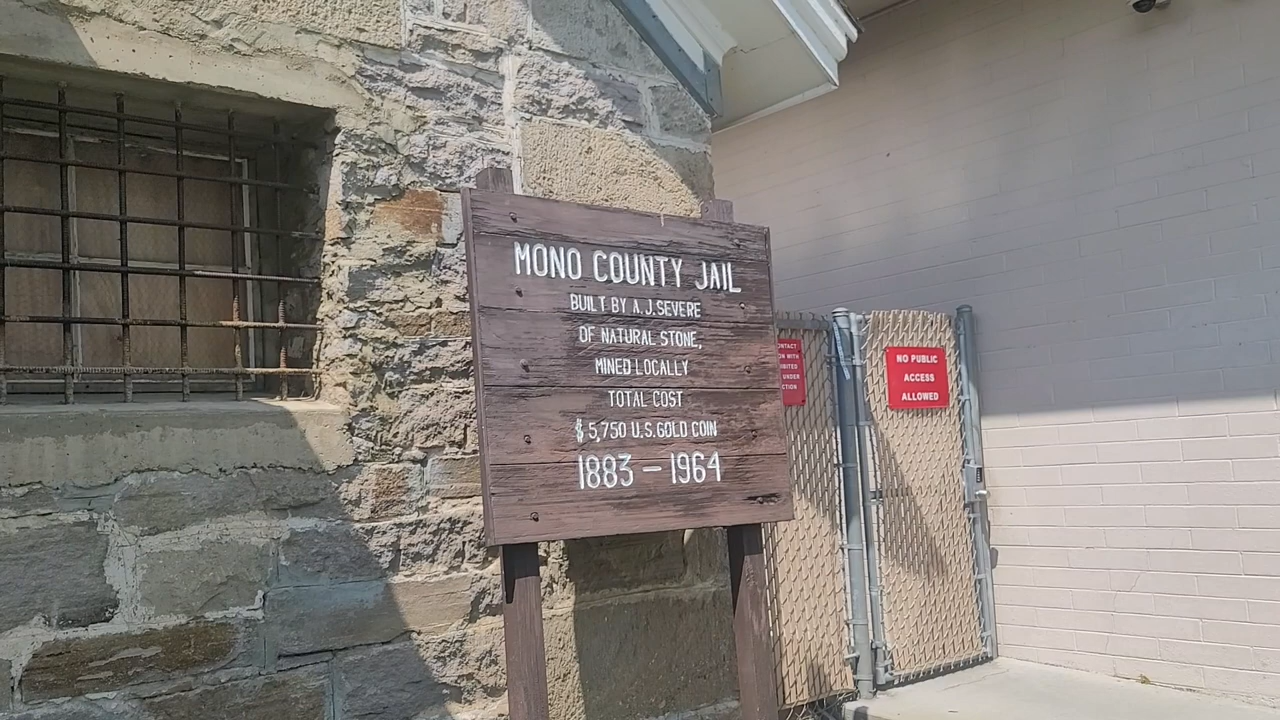 MONO COUNTY JAIL
BUILT BY A.J. SEVERE
OF NATURAL STONE,
MINED LOCALLY
TOTAL COST
$5,750 U.S. GOLD COIN
1883 – 1964
NO PUBLIC
ACCESS
ALLOWED
UNDER